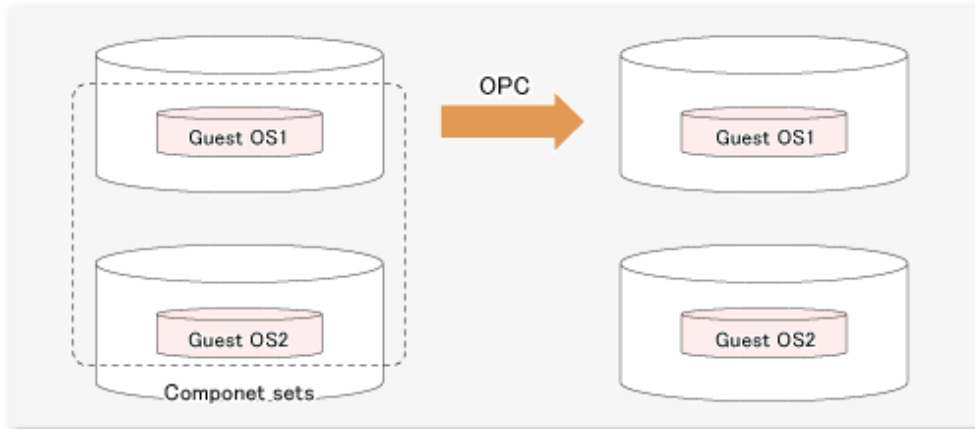 OPC
Guest OS1
Guest OS1
Guest OS2
Guest OS2
Componet sets